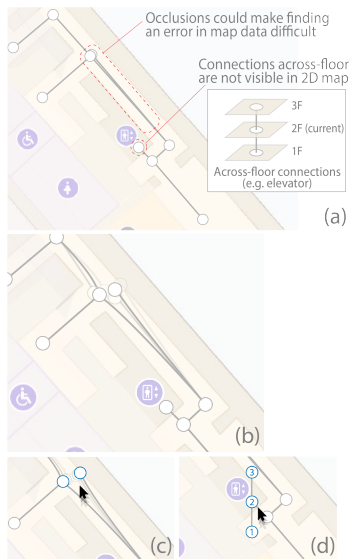 Occlusions could make finding
an error in map data difficult
Connections across-floor
are not visible in 2D map
3F
2F (current)
1F
Across-floor connections
(e.g. elevator)
(a)
(b)
(c)
3
2
1
(d)